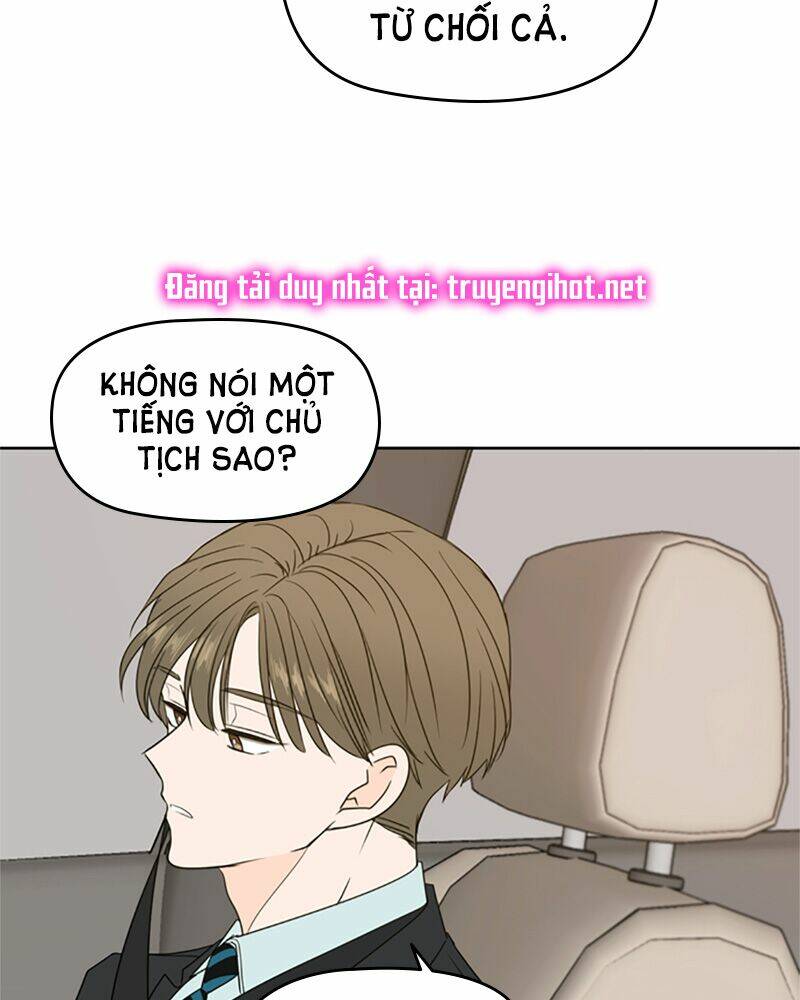 TỪ CHỐI CẢ.
Đăng tải duy nhất tại: truyengihot.net
KHÔNG NÓI MỘT
TIẾNG VỚI CHỦ
TỊCH SAO?